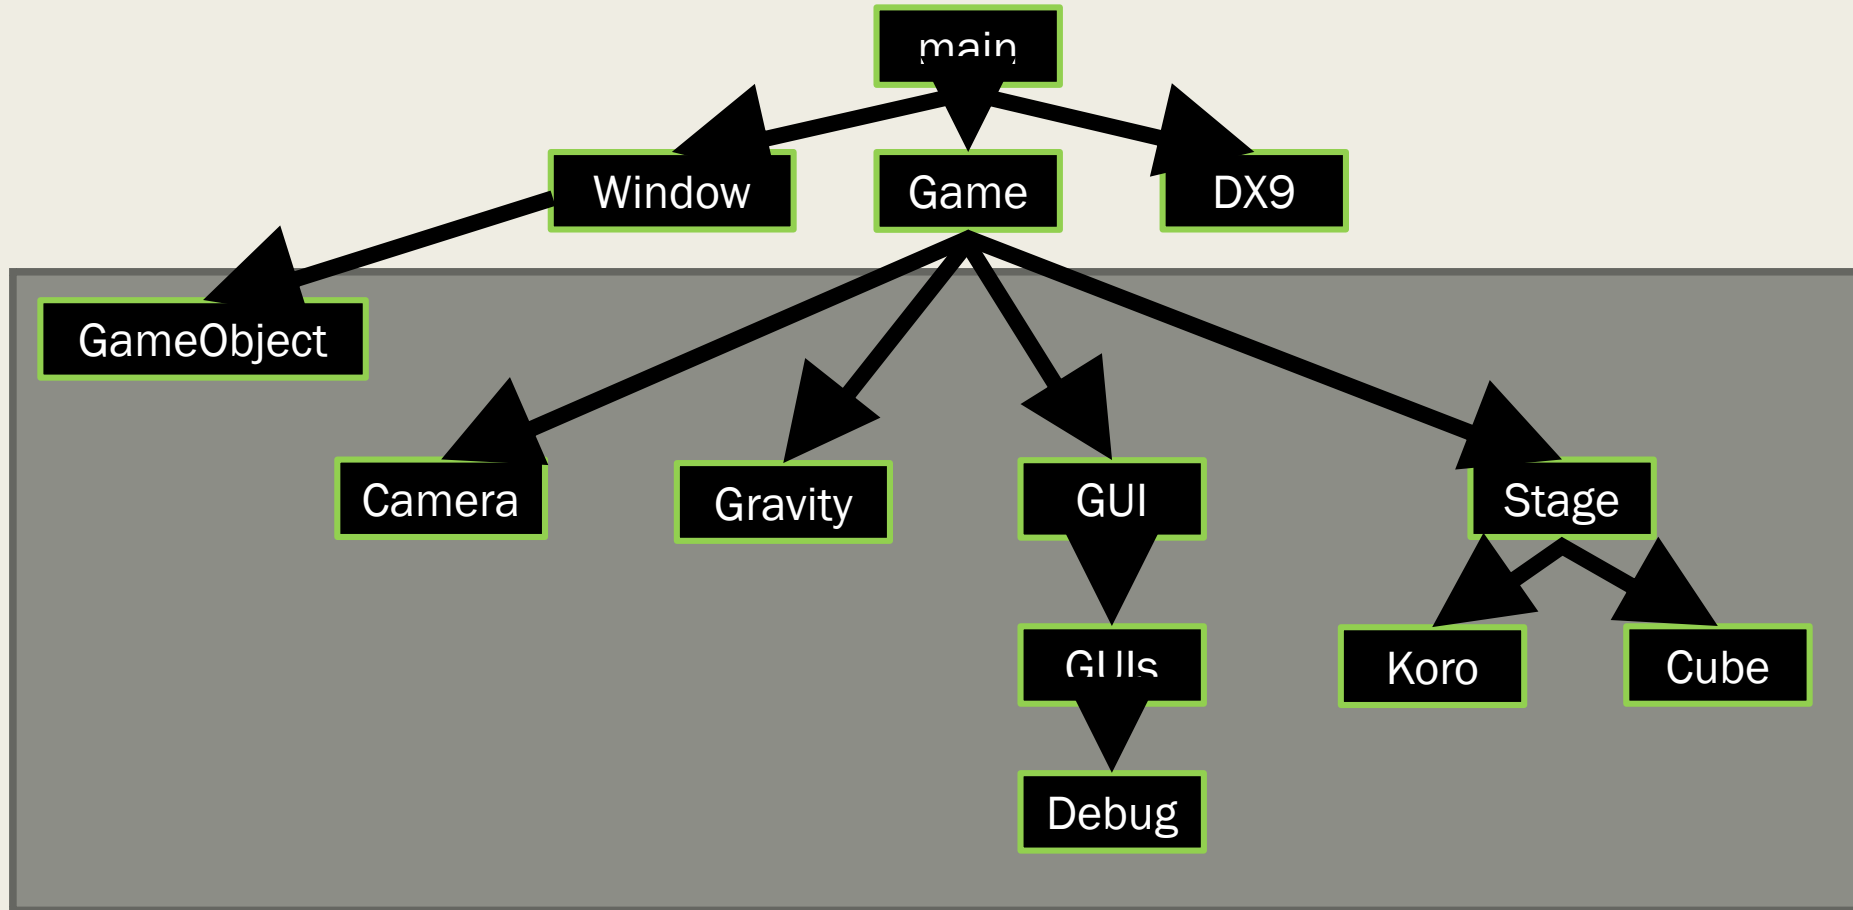 main
Window
Game
DX9
GameObject
Camera
Gravity
GUI
Stage
GUIs
Koro
Cube
Debug